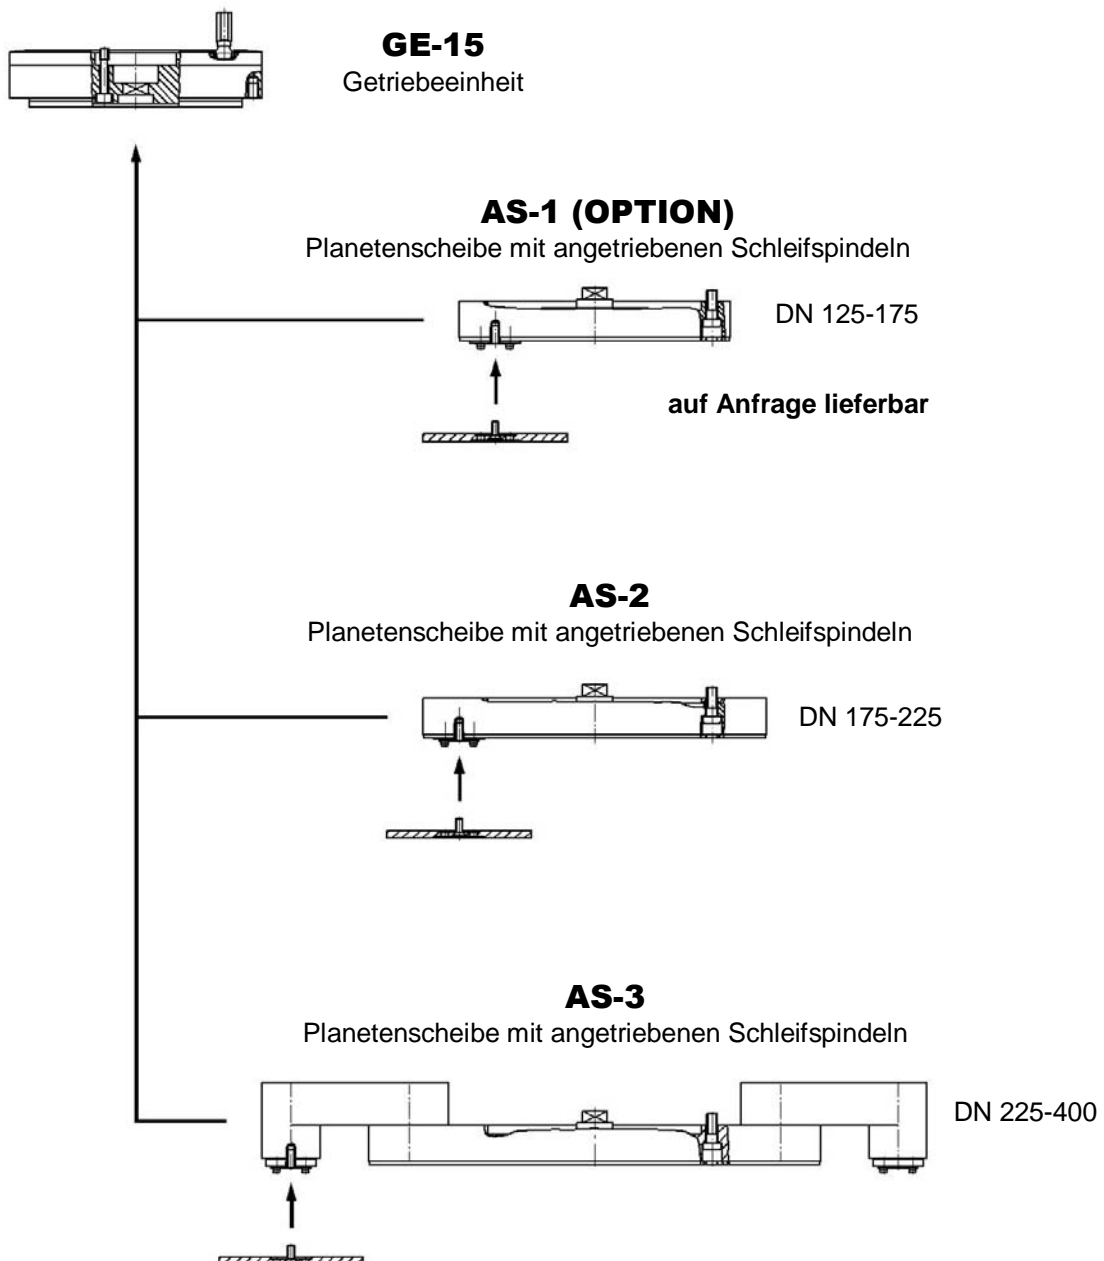 GE-15
Getriebeeinheit
AS-1 (OPTION)
Planetenscheibe mit angetriebenen Schleifspindeln
DN 125-175
auf Anfrage lieferbar
AS-2
Planetenscheibe mit angetriebenen Schleifspindeln
DN 175-225
AS-3
Planetenscheibe mit angetriebenen Schleifspindeln
DN 225-400